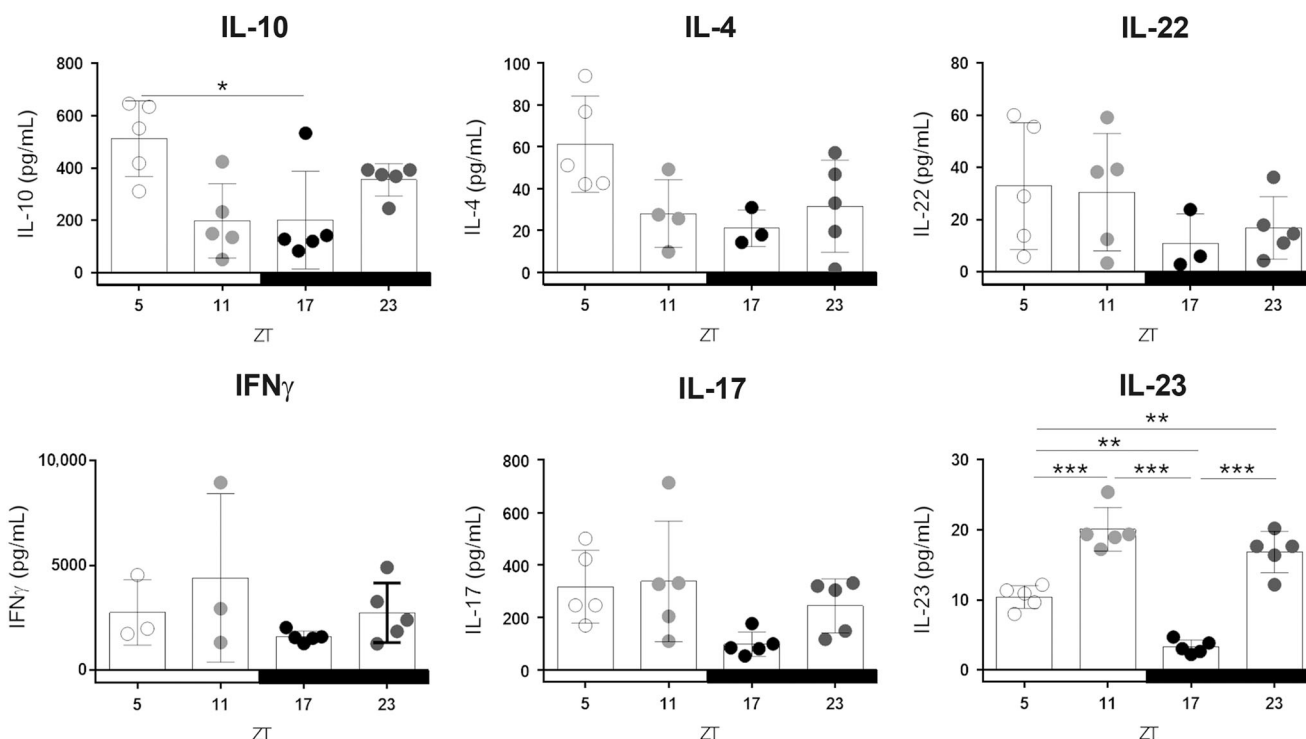 IL-10
IL-10 (pg/mL)
800
600
400
200
0
*
5 11 17 23
ZT
IL-4
IL-4 (pg/mL)
100
80
60
40
20
0
5 11 17 23
ZT
IL-22
IL-22 (pg/mL)
80
60
40
20
0
5 11 17 23
ZT
IFNγ
IFNγ (pg/mL)
10,000
5000
0
5 11 17 23
ZT
IL-17
IL-17 (pg/mL)
800
600
400
200
0
5 11 17 23
ZT
IL-23
IL-23 (pg/mL)
**
**
*** *** ***
30
20
10
0
5 11 17 23
ZT